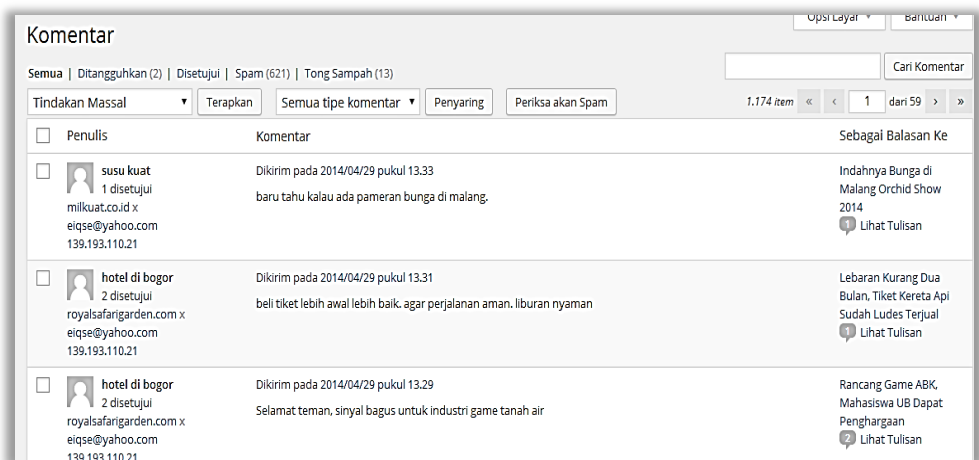 Opsi Layar Bantuan
Komentar
Semua | Ditangguhkan (2) | Disetujui | Spam (621) | Tong Sampah (13)
Cari Komentar
Tindakan Massal Terapkan Semua tipe komentar Penyaring Periksa akan Spam 1.174 item « ‹ 1 dari 59 › »
Penulis Komentar Sebagai Balasan Ke
susu kuat
1 disetujui
milkuat.co.id x
eiqse@yahoo.com
139.193.110.21
Dikirim pada 2014/04/29 pukul 13.33
baru tahu kalau ada pameran bunga di malang.
Indahnya Bunga di
Malang Orchid Show
2014
1 Lihat Tulisan
hotel di bogor
2 disetujui
royalsafarigarden.com x
eiqse@yahoo.com
139.193.110.21
Dikirim pada 2014/04/29 pukul 13.31
beli tiket lebih awal lebih baik. agar perjalanan aman. liburan nyaman
Lebaran Kurang Dua
Bulan, Tiket Kereta Api
Sudah Ludes Terjual
1 Lihat Tulisan
hotel di bogor
2 disetujui
royalsafarigarden.com x
eiqse@yahoo.com
139.193.110.21
Dikirim pada 2014/04/29 pukul 13.29
Selamat teman, sinyal bagus untuk industri game tanah air
Rancang Game ABK,
Mahasiswa UB Dapat
Penghargaan
2 Lihat Tulisan